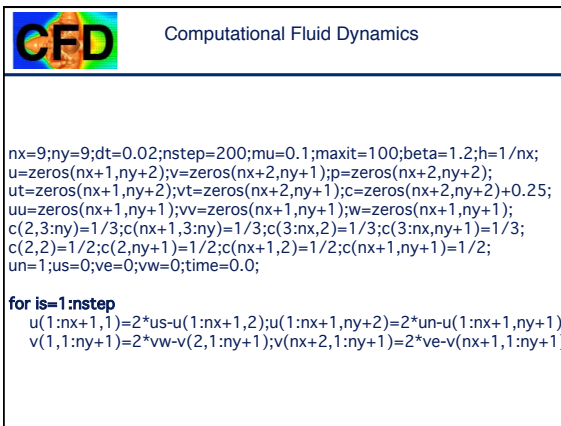 CFD
Computational Fluid Dynamics
nx=9;ny=9;dt=0.02;nstep=200;mu=0.1;maxit=100;beta=1.2;h=1/nx;
u=zeros(nx+1,ny+2);v=zeros(nx+2,ny+1);p=zeros(nx+2,ny+2);
ut=zeros(nx+1,ny+2);vt=zeros(nx+2,ny+1);c=zeros(nx+2,ny+2)+0.25;
uu=zeros(nx+1,ny+1);vv=zeros(nx+1,ny+1);w=zeros(nx+1,ny+1);
c(2,3:ny)=1/3;c(nx+1,3:ny)=1/3;c(3:nx,2)=1/3;c(3:nx,ny+1)=1/3;
c(2,2)=1/2;c(2,ny+1)=1/2;c(nx+1,2)=1/2;c(nx+1,ny+1)=1/2;
un=1;us=0;ve=0;vw=0;time=0.0;
for is=1:nstep
u(1:nx+1,1)=2*us-u(1:nx+1,2);u(1:nx+1,ny+2)=2*un-u(1:nx+1,ny+1)
v(1,1:ny+1)=2*vw-v(2,1:ny+1);v(nx+2,1:ny+1)=2*ve-v(nx+1,1:ny+1